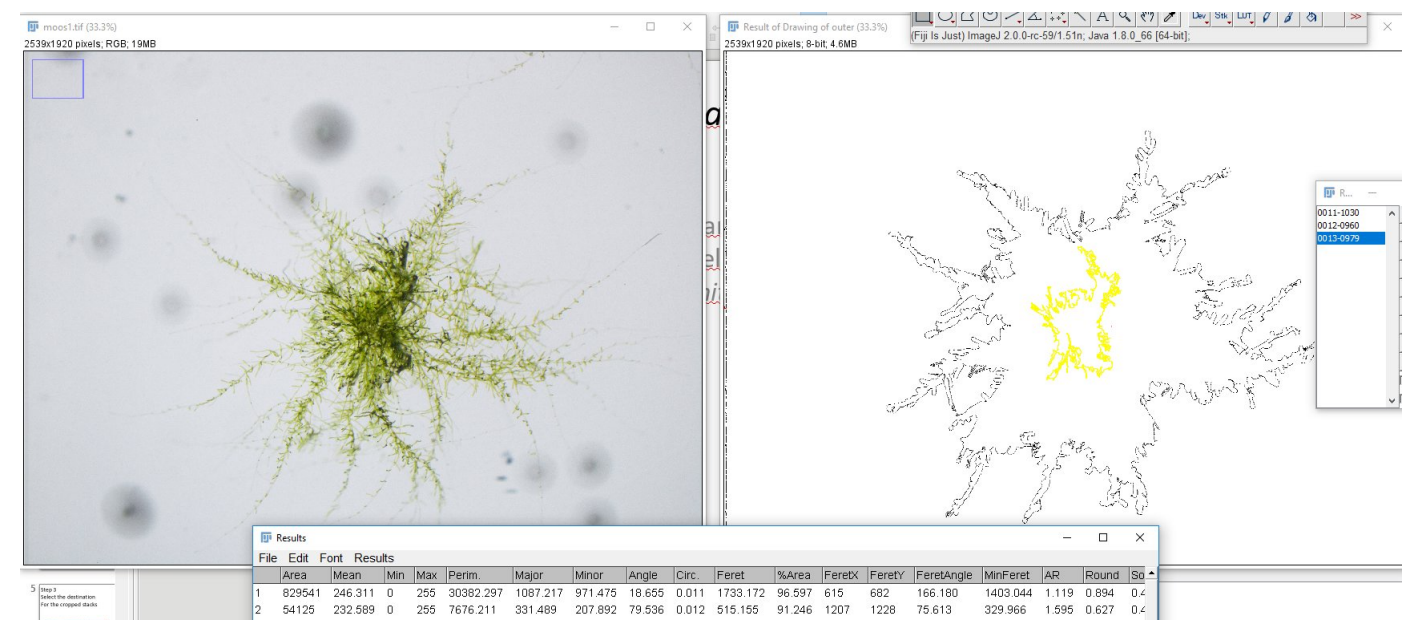 moos1.tif (33.3%)
2539x1920 pixels; RGB; 19MB
Result of Drawing of outer (33.3%)
2539x1920 pixels; 8-bit; 4.6MB
Dev Stk LUT
(Fiji Is Just) ImageJ 2.0.0-rc-59/1.51n; Java 1.8.0_66 [64-bit];
R...
0011-1030
0012-0960
0013-0979
Results
File Edit Font Results
Area Mean Min Max Perim. Major Minor Angle Circ. Feret %Area FeretX FeretY FeretAngle MinFeret AR Round So
1 829541 246.311 0 255 30382.297 1087.217 971.475 18.655 0.011 1733.172 96.597 615 682 166.180 1403.044 1.119 0.894 0.4
2 54125 232.589 0 255 7676.211 331.489 207.892 79.536 0.012 515.155 91.246 1207 1228 75.613 329.966 1.595 0.627 0.4
5 Step 3
Select the destination
For the cropped stacks